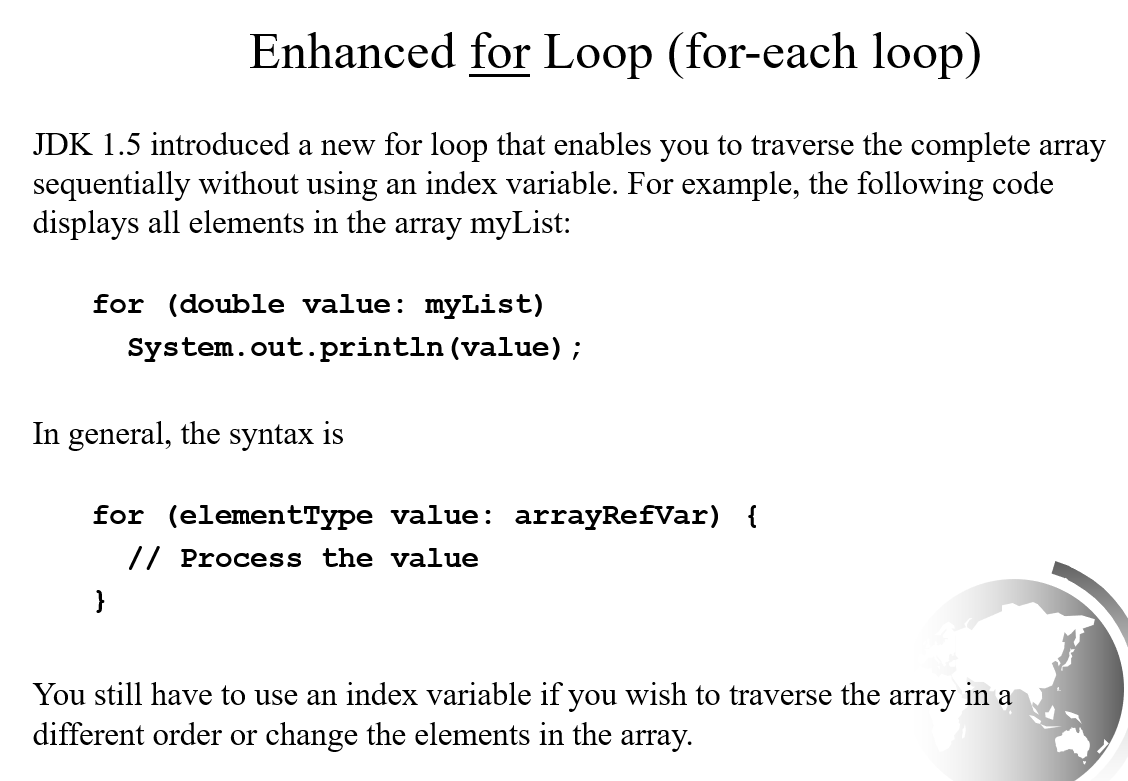 Enhanced for Loop (for-each loop)
JDK 1.5 introduced a new for loop that enables you to traverse the complete array
sequentially without using an index variable. For example, the following code
displays all elements in the array myList:
for (double value: myList)
System.out.println(value);
In general, the syntax is
for (elementType value: arrayRefVar) {
// Process the value
}
You still have to use an index variable if you wish to traverse the array in a
different order or change the elements in the array.